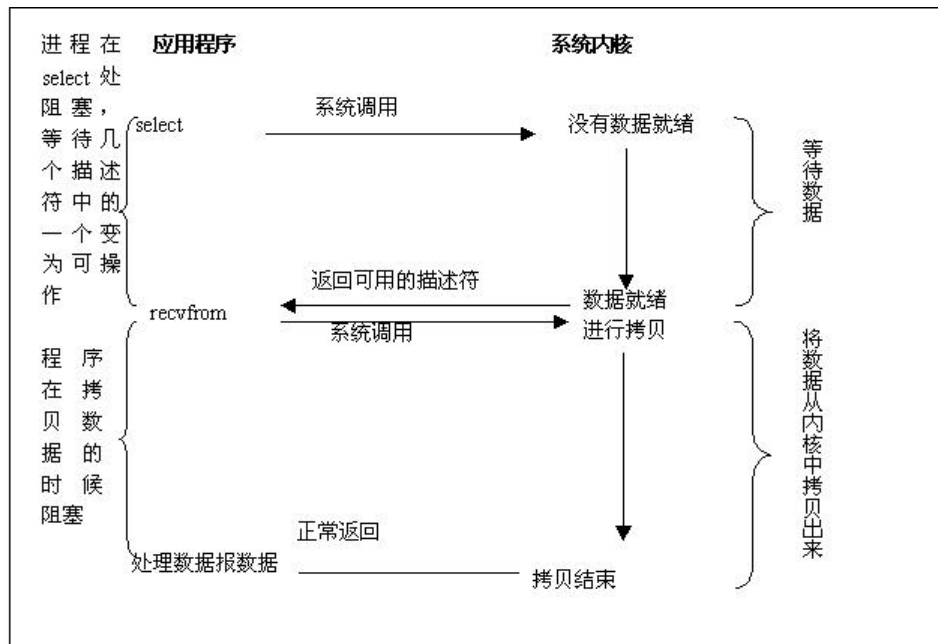 进程在
select处
阻塞，
等待几
个描述
符中的
一个变
为可操
作
应用程序
系统内核
select
系统调用
没有数据就绪
等待数据
返回可用的描述符
数据就绪
recvfrom
系统调用
进行拷贝
程序
在拷
贝数
据的
时候
阻塞
将数据从内核中拷贝出来
正常返回
处理数据报数据
拷贝结束